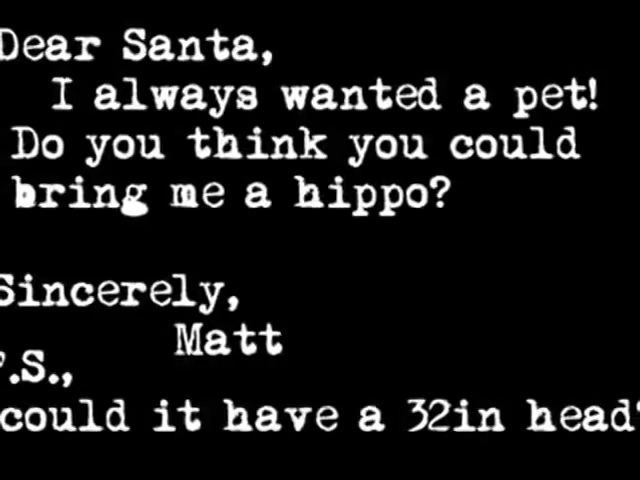 Dear Santa,
I always wanted a pet!
Do you think you could
bring me a hippo?
Sincerely,
Matt
P.S.,
could it have a 32in head?